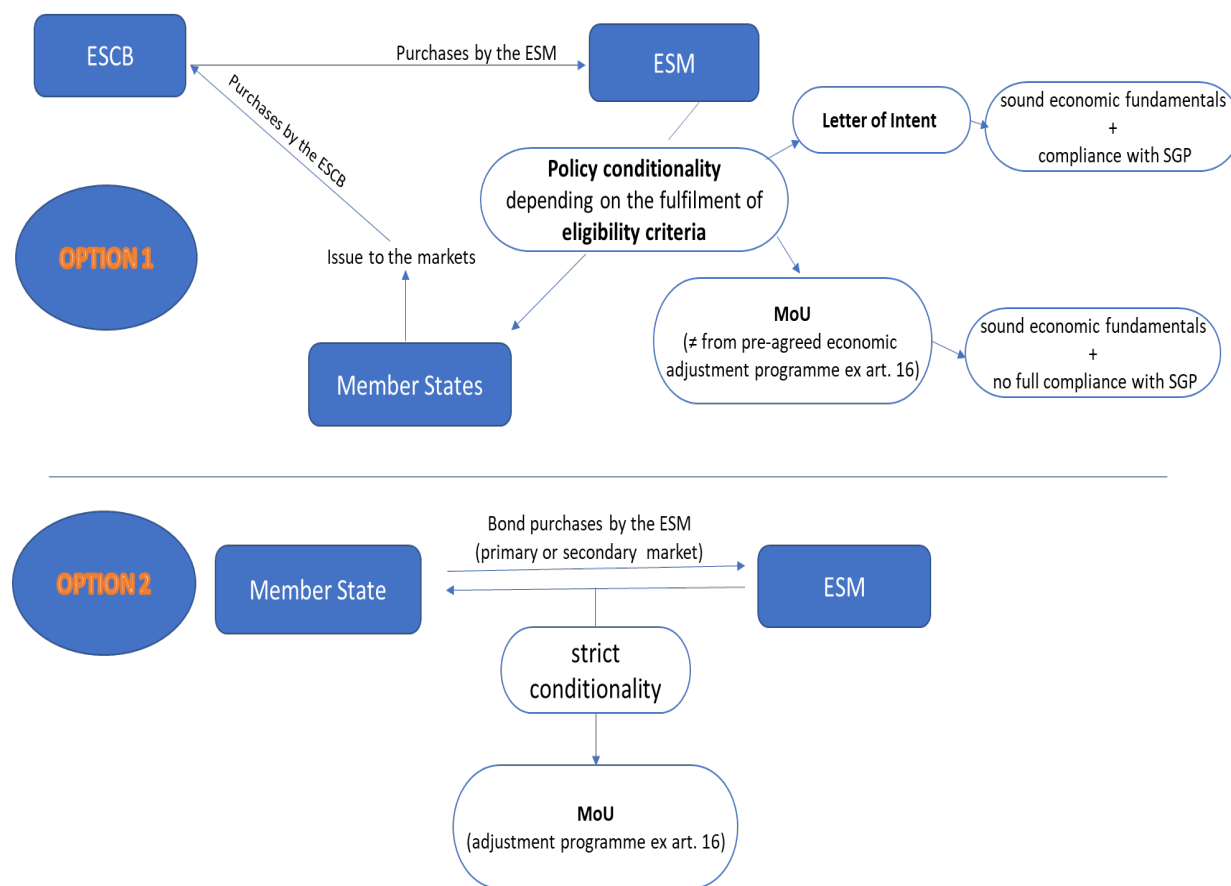 ESCB
Purchases by the ESM
ESM
Purchases by the ESCB
Letter of Intent
sound economic fundamentals
+
compliance with SGP
Policy conditionality
depending on the fulfilment of
eligibility criteria
OPTION 1
Issue to the markets
MoU
(≠ from pre-agreed economic
adjustment programme ex art. 16)
sound economic fundamentals
+
no full compliance with SGP
Member States
OPTION 2
Bond purchases by the ESM
(primary or secondary market)
Member State
ESM
strict
conditionality
MoU
(adjustment programme ex art. 16)